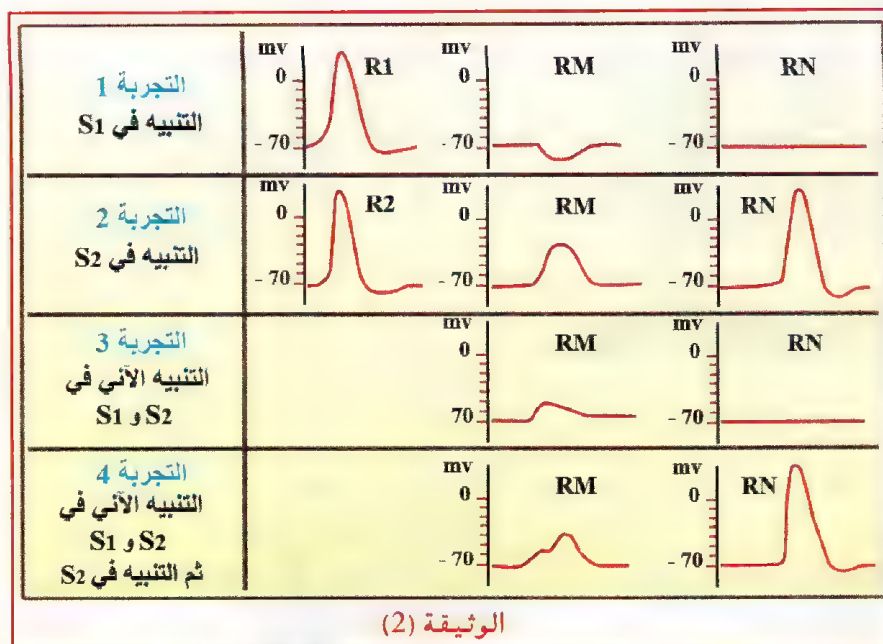 التجربة 1
التنبيه في S1
mv
0
- 70
R1
mv
0
- 70
RM
mv
0
- 70
RN
التجربة 2
التنبيه في S2
mv
0
- 70
R2
mv
0
- 70
RM
mv
0
- 70
RN
التجربة 3
التنبيه الآني في
S1 و S2
mv
0
70
RM
mv
0
- 70
RN
التجربة 4
التنبيه الآني في
S1 و S2
ثم التنبيه في S2
mv
0
- 70
RM
mv
0
- 70
RN
الوثيقة (2)